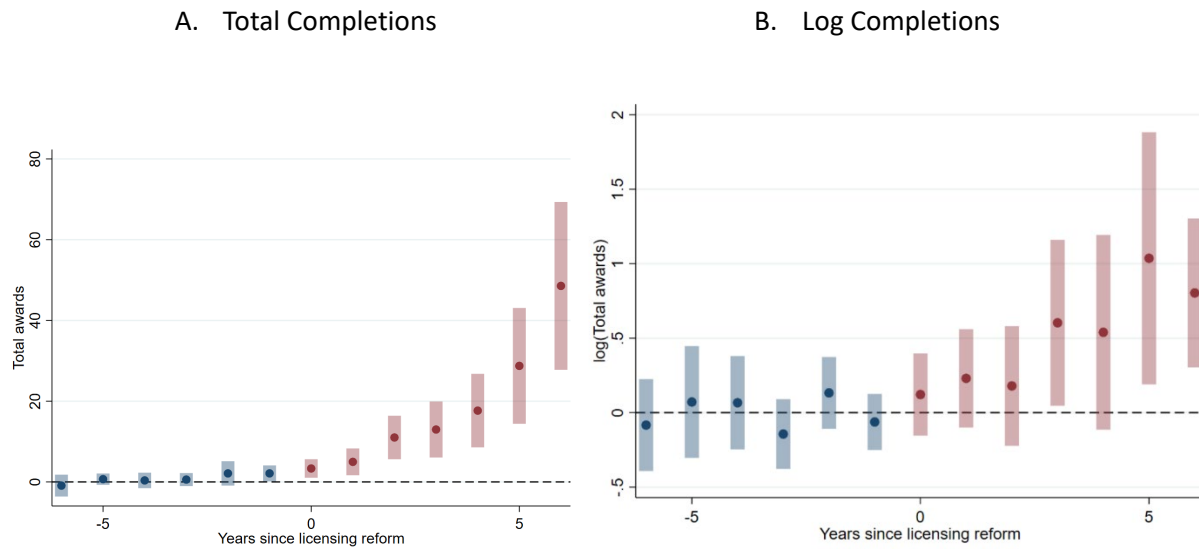 A. Total Completions
Total awards
80
60
40
20
0
-5
0
5
Years since licensing reform
B. Log Completions
log(Total awards)
2
1.5
1
.5
0
-.5
-5
0
5
Years since licensing reform